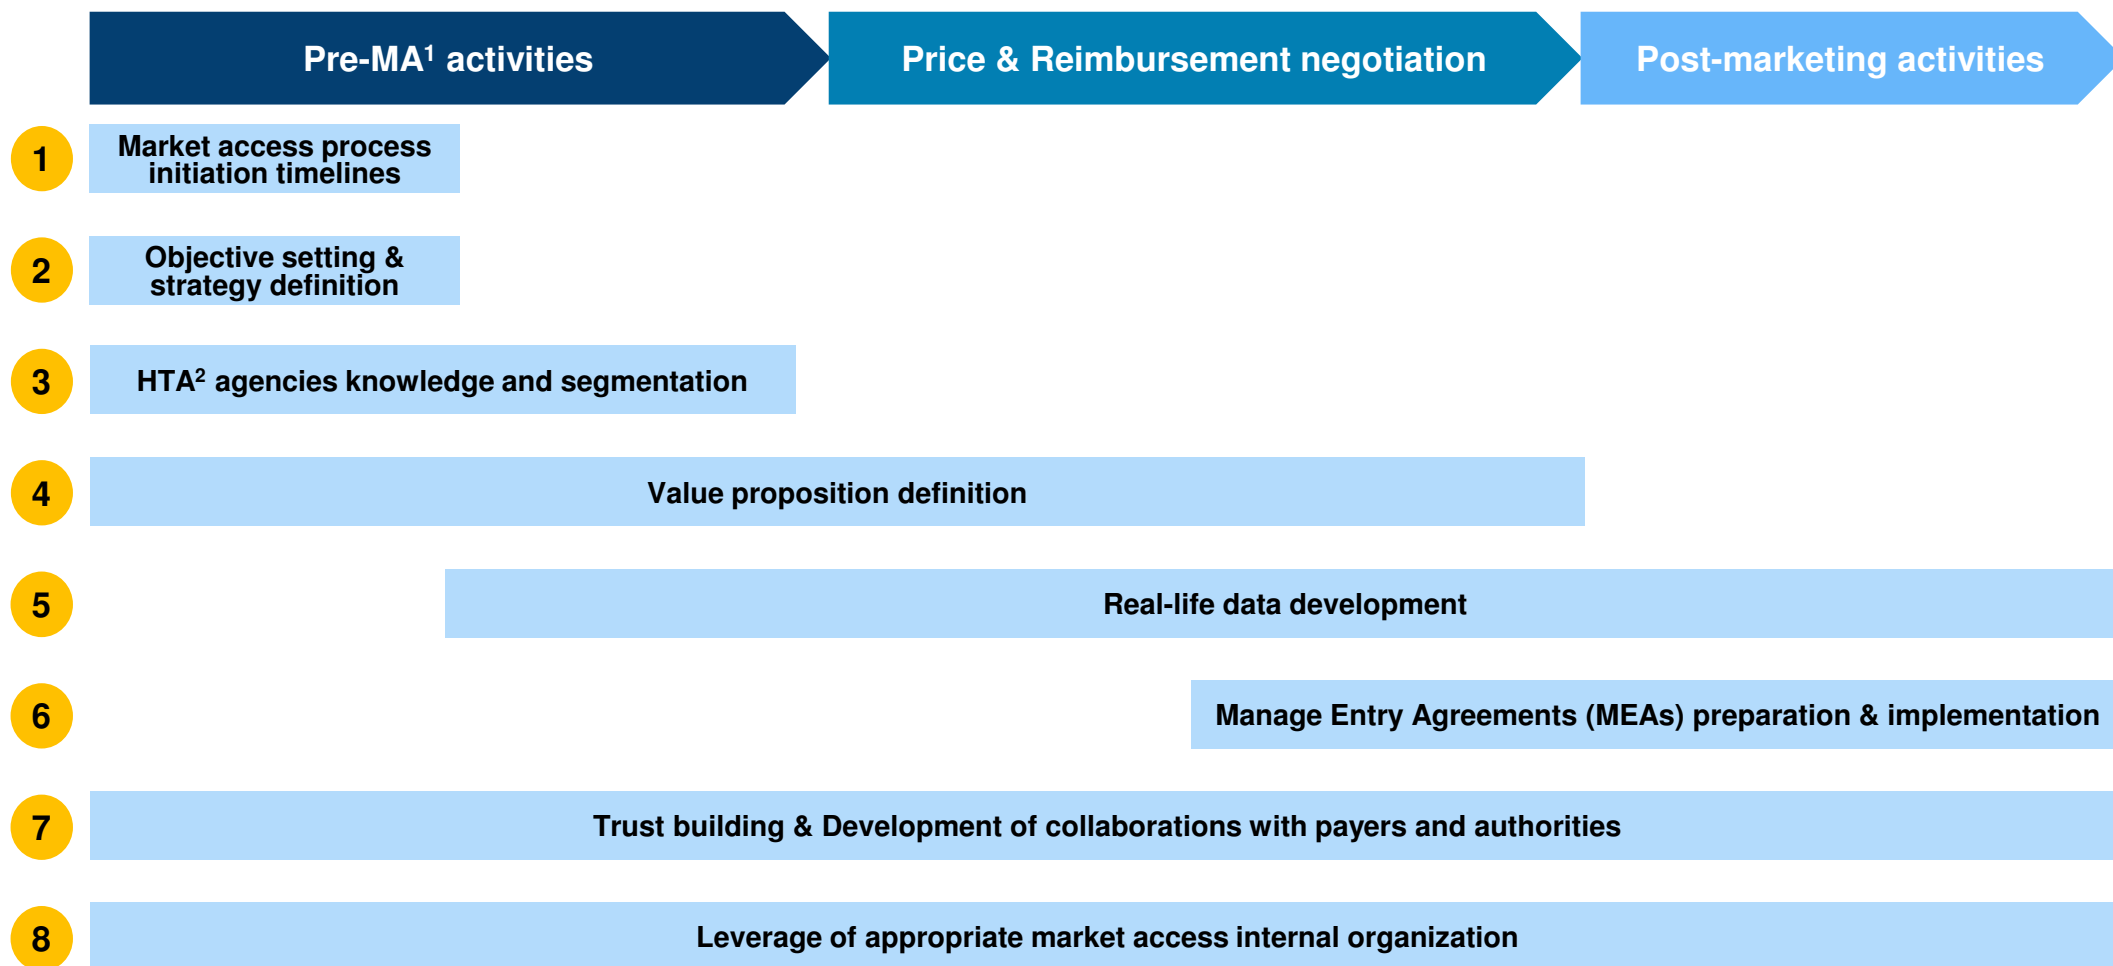 Pre-MA¹ activities
Price & Reimbursement negotiation
Post-marketing activities
1
Market access process
initiation timelines
2
Objective setting &
strategy definition
3
HTA² agencies knowledge and segmentation
4
Value proposition definition
5
Real-life data development
6
Manage Entry Agreements (MEAs) preparation & implementation
7
Trust building & Development of collaborations with payers and authorities
8
Leverage of appropriate market access internal organization